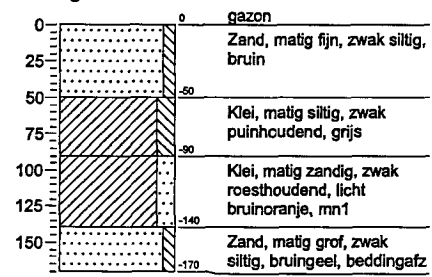 0
gazon
0
Zand, matig fijn, zwak siltig,
bruin
25
-50
50
Klei, matig siltig, zwak
puinhoudend, grijs
75
-90
Klei, matig zandig, zwak
roesthoudend, licht
bruinoranje, mn1
100
125
-140
150
Zand, matig grof, zwak
siltig, bruingeel, beddingafz
-170